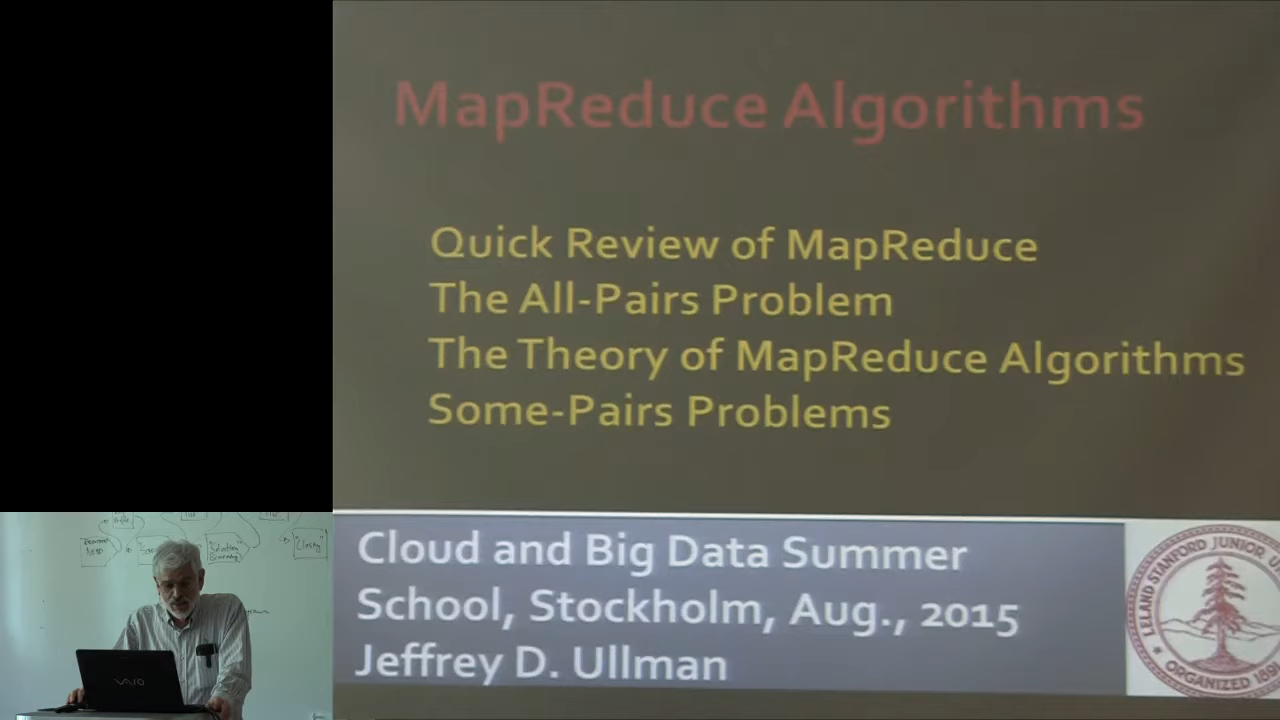 MapReduce Algorithms
Quick Review of MapReduce
The All-Pairs Problem
The Theory of MapReduce Algorithms
Some-Pairs Problems
Cloud and Big Data Summer
School, Stockholm, Aug., 2015
Jeffrey D. Ullman
LELAND STANFORD JUNIOR
ORGANIZED
VAIO
"Closing"